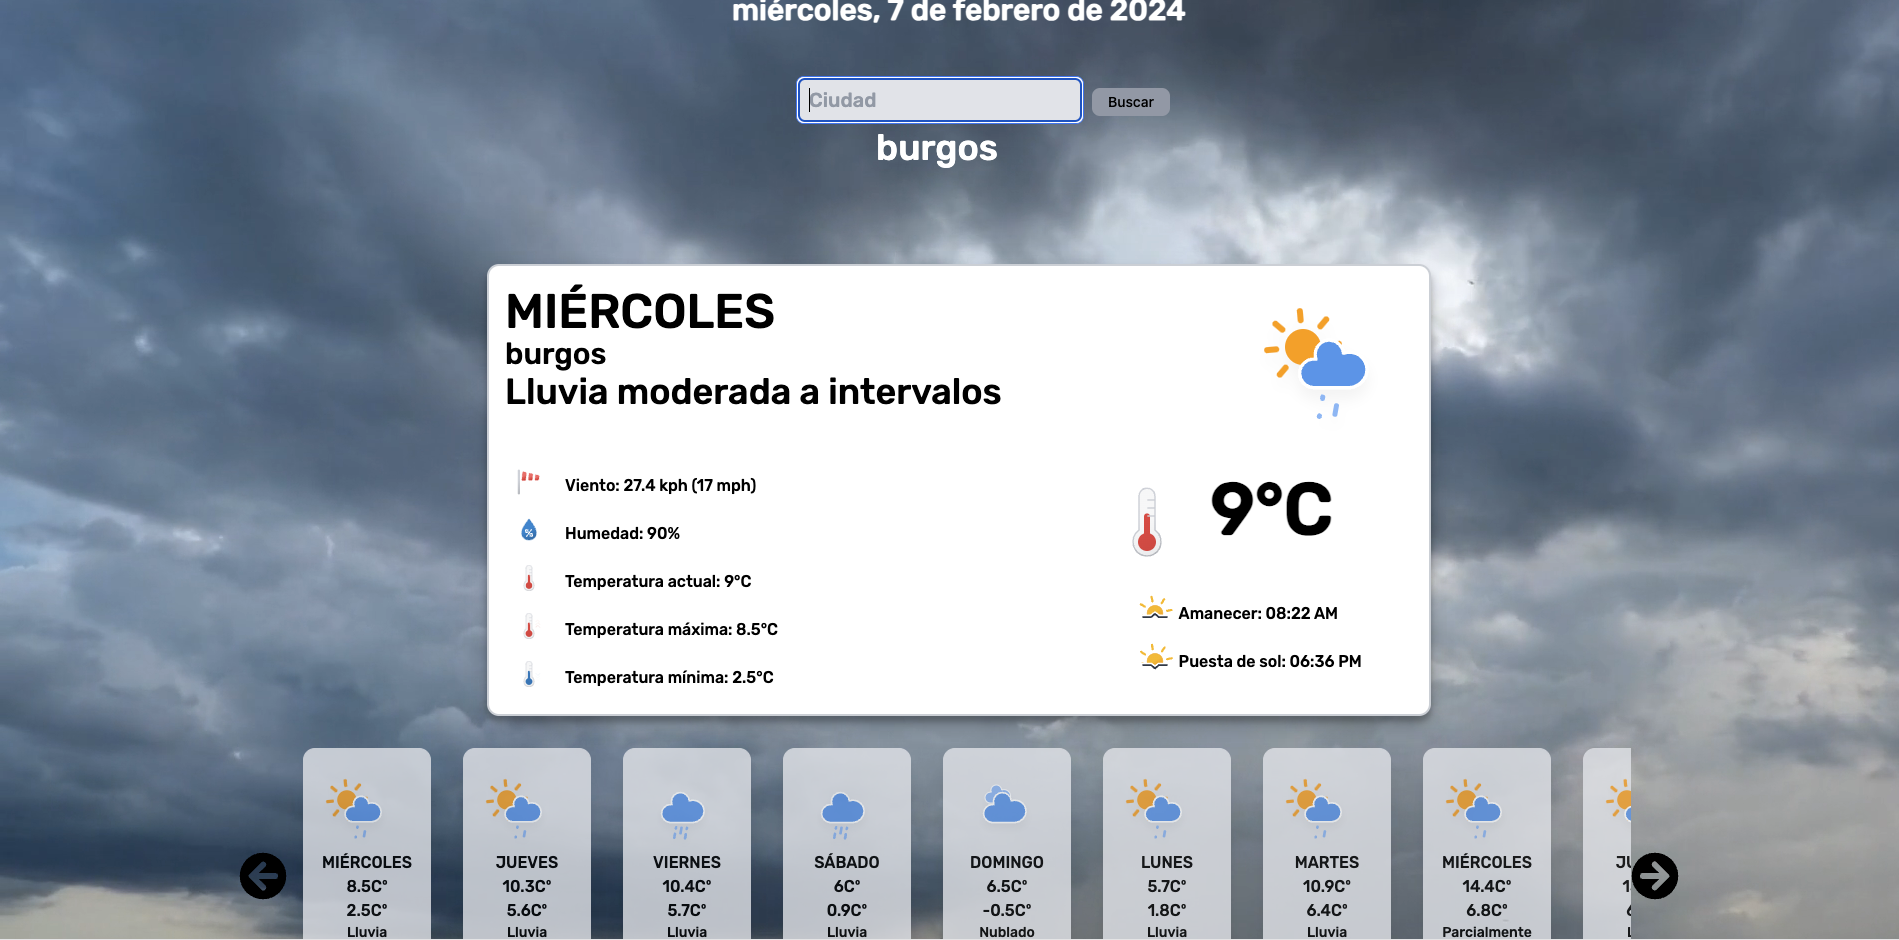 miércoles, 7 de febrero de 2024
Ciudad
Buscar
burgos
MIÉRCOLES
burgos
Lluvia moderada a intervalos
Viento: 27.4 kph (17 mph)
Humedad: 90%
Temperatura actual: 9°C
Temperatura máxima: 8.5°C
Temperatura mínima: 2.5°C
9°C
Amanecer: 08:22 AM
Puesta de sol: 06:36 PM
MIÉRCOLES
8.5C°
2.5C°
Lluvia
JUEVES
10.3C°
5.6C°
Lluvia
VIERNES
10.4C°
5.7C°
Lluvia
SÁBADO
6C°
0.9C°
Lluvia
DOMINGO
6.5C°
-0.5C°
Nublado
LUNES
5.7C°
1.8C°
Lluvia
MARTES
10.9C°
6.4C°
Lluvia
MIÉRCOLES
14.4C°
6.8C°
Parcialmente